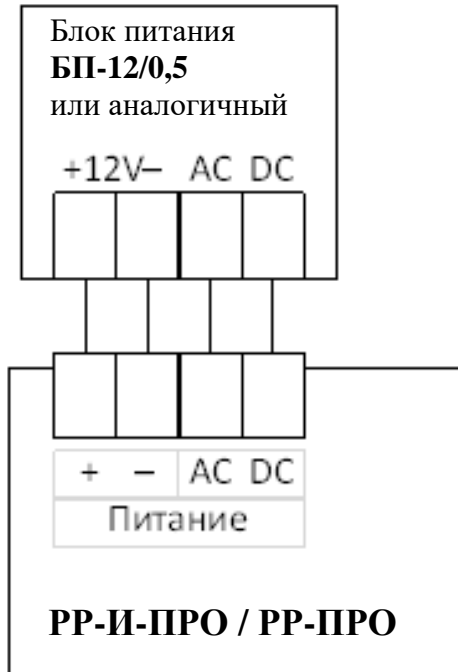 Блок питания
БП-12/0,5
или аналогичный
+12V– AC DC
+ – AC DC
Питание
РР-И-ПРО / РР-ПРО